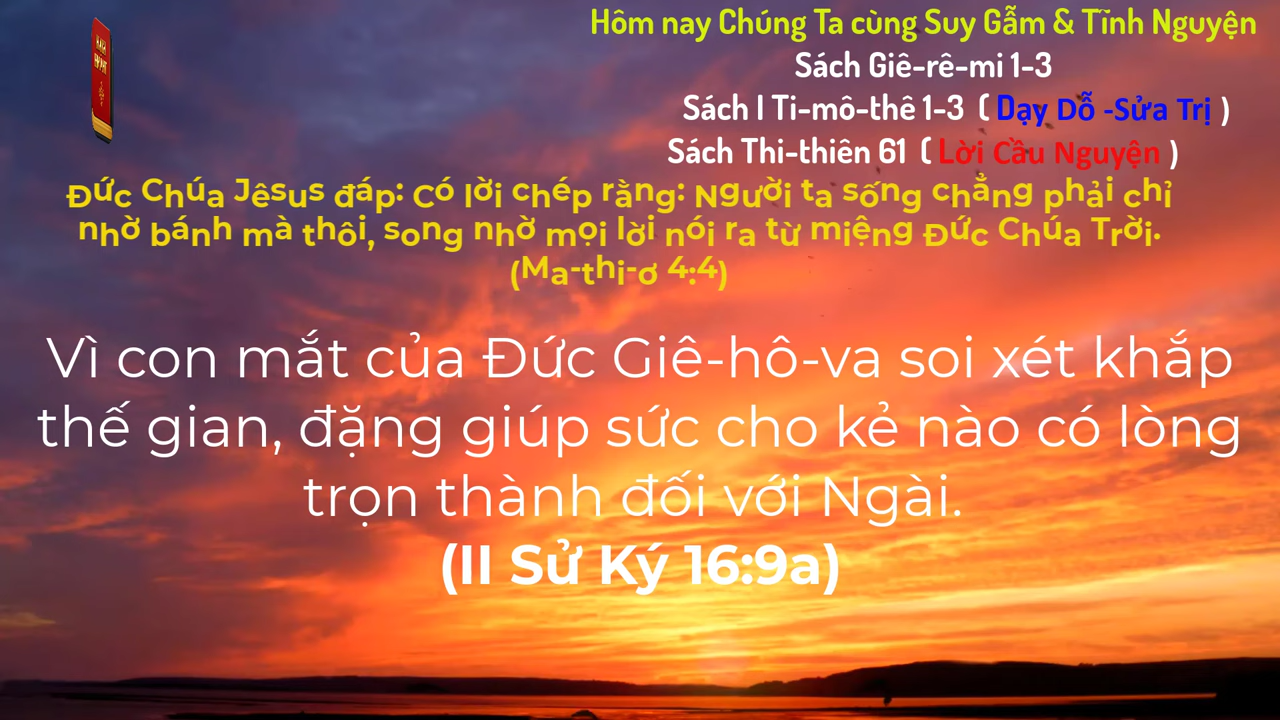 Hôm nay Chúng Ta cùng Suy Gẫm & Tĩnh Nguyện
Sách Giê-rê-mi 1-3
Sách I Ti-mô-thê 1-3 ( Dạy Dỗ -Sửa Trị )
Sách Thi-thiên 61 ( Lời Cầu Nguyện )
Đức Chúa Jêsus đáp: Có lời chép rằng: Người ta sống chẳng phải chỉ
nhờ bánh mà thôi, song nhờ mọi lời nói ra từ miệng Đức Chúa Trời.
(Ma-thi-ơ 4:4)
Vì con mắt của Đức Giê-hô-va soi xét khắp
thế gian, đặng giúp sức cho kẻ nào có lòng
trọn thành đối với Ngài.
(II Sử Ký 16:9a)